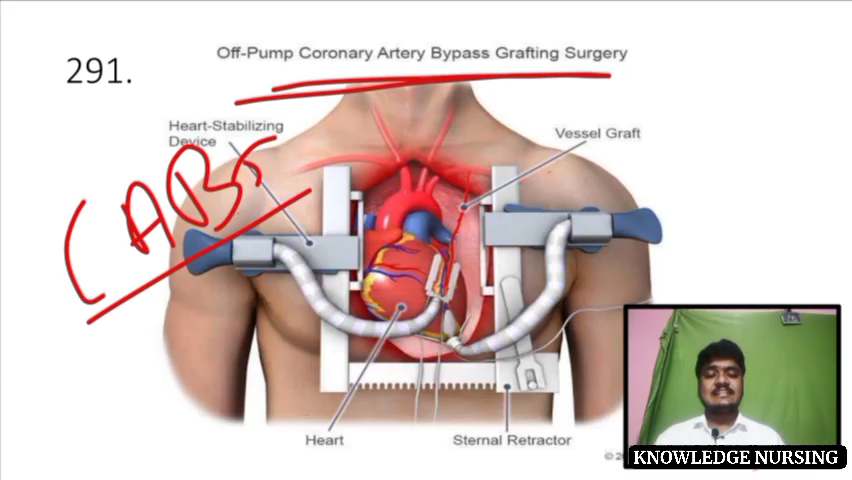 Off-Pump Coronary Artery Bypass Grafting Surgery
291.
Heart-Stabilizing
Device
Vessel Graft
CABG
Heart
Sternal Retractor
KNOWLEDGE NURSING